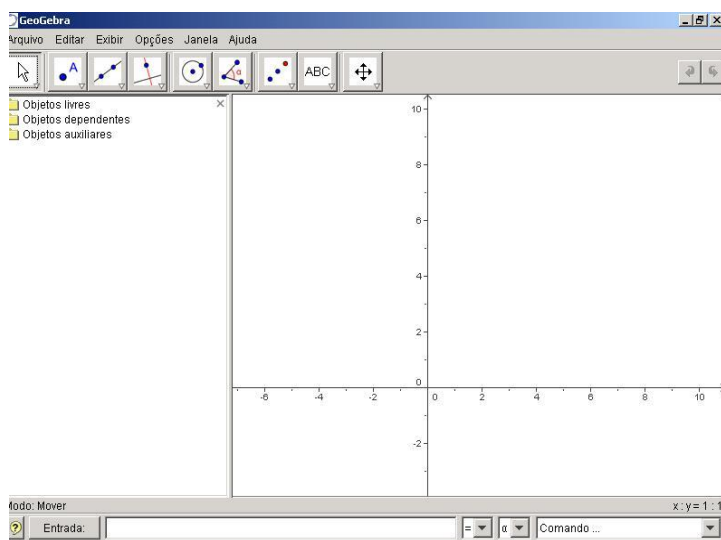 GeoGebra
Arquivo Editar Exibir Opções Janela Ajuda
A α ABC
Objetos livres
Objetos dependentes
Objetos auxiliares
10
8
6
4
2
0
-6 -4 -2 0 2 4 6 8 10
-2
Modo: Mover x : y = 1 : 1
? Entrada: = α Comando ...